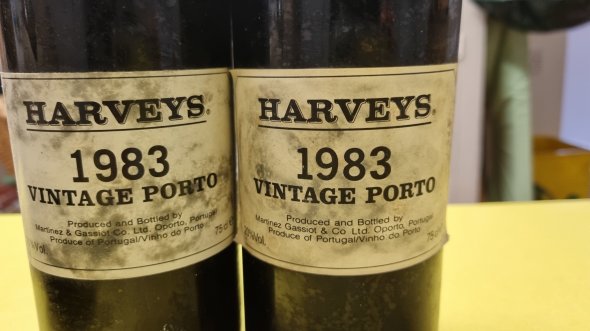 HARVEYS®
1983
VINTAGE PORTO
Produced and Bottled by
Martinez & Gassiot Co. Ltd. Oporto, Portugal
Produce of Portugal/Vinho do Porto
%Vol.
75 cl
HARVEYS®
1983
VINTAGE PORTO
Produced and Bottled by
Martinez Gassiot & Co Ltd. Oporto, Portugal
Produce of Portugal/Vinho do Porto
%Vol.
75 cl